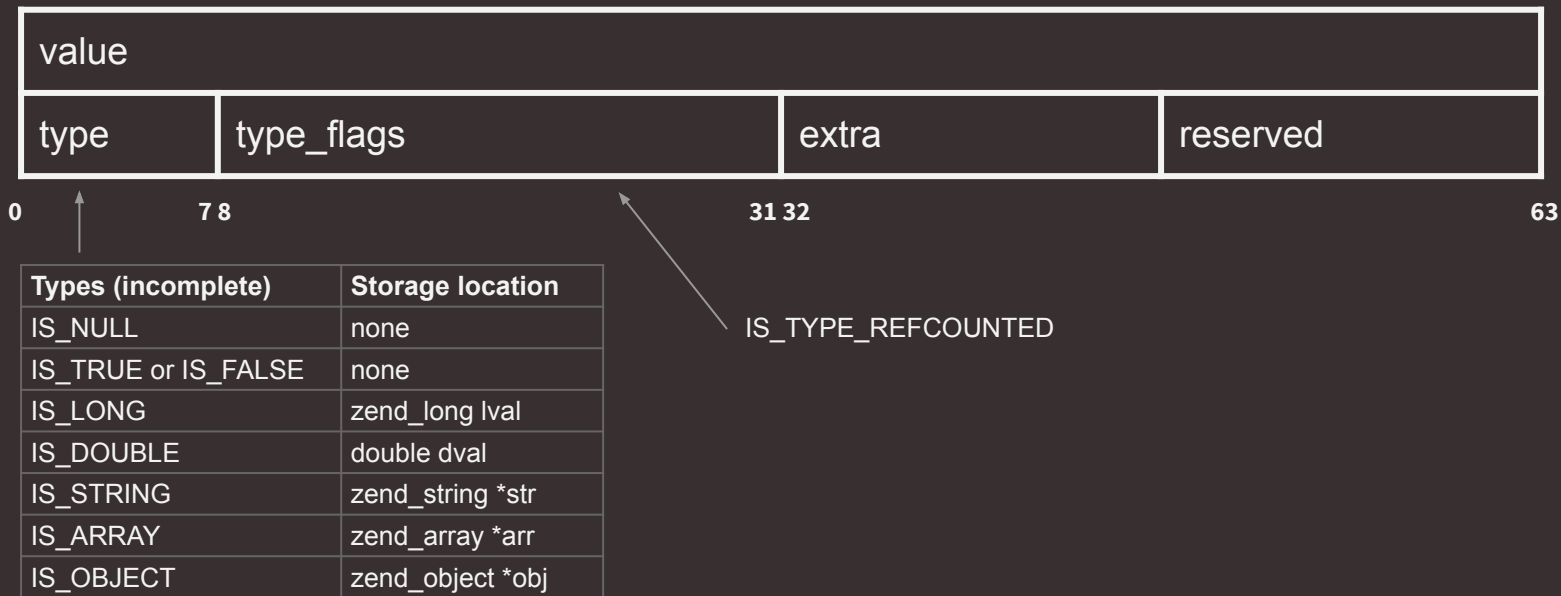 value
type type_flags extra reserved
0 7 8 31 32 63
Types (incomplete) Storage location
IS_NULL none
IS_TRUE or IS_FALSE none
IS_LONG zend_long lval
IS_DOUBLE double dval
IS_STRING zend_string *str
IS_ARRAY zend_array *arr
IS_OBJECT zend_object *obj
IS_TYPE_REFCOUNTED